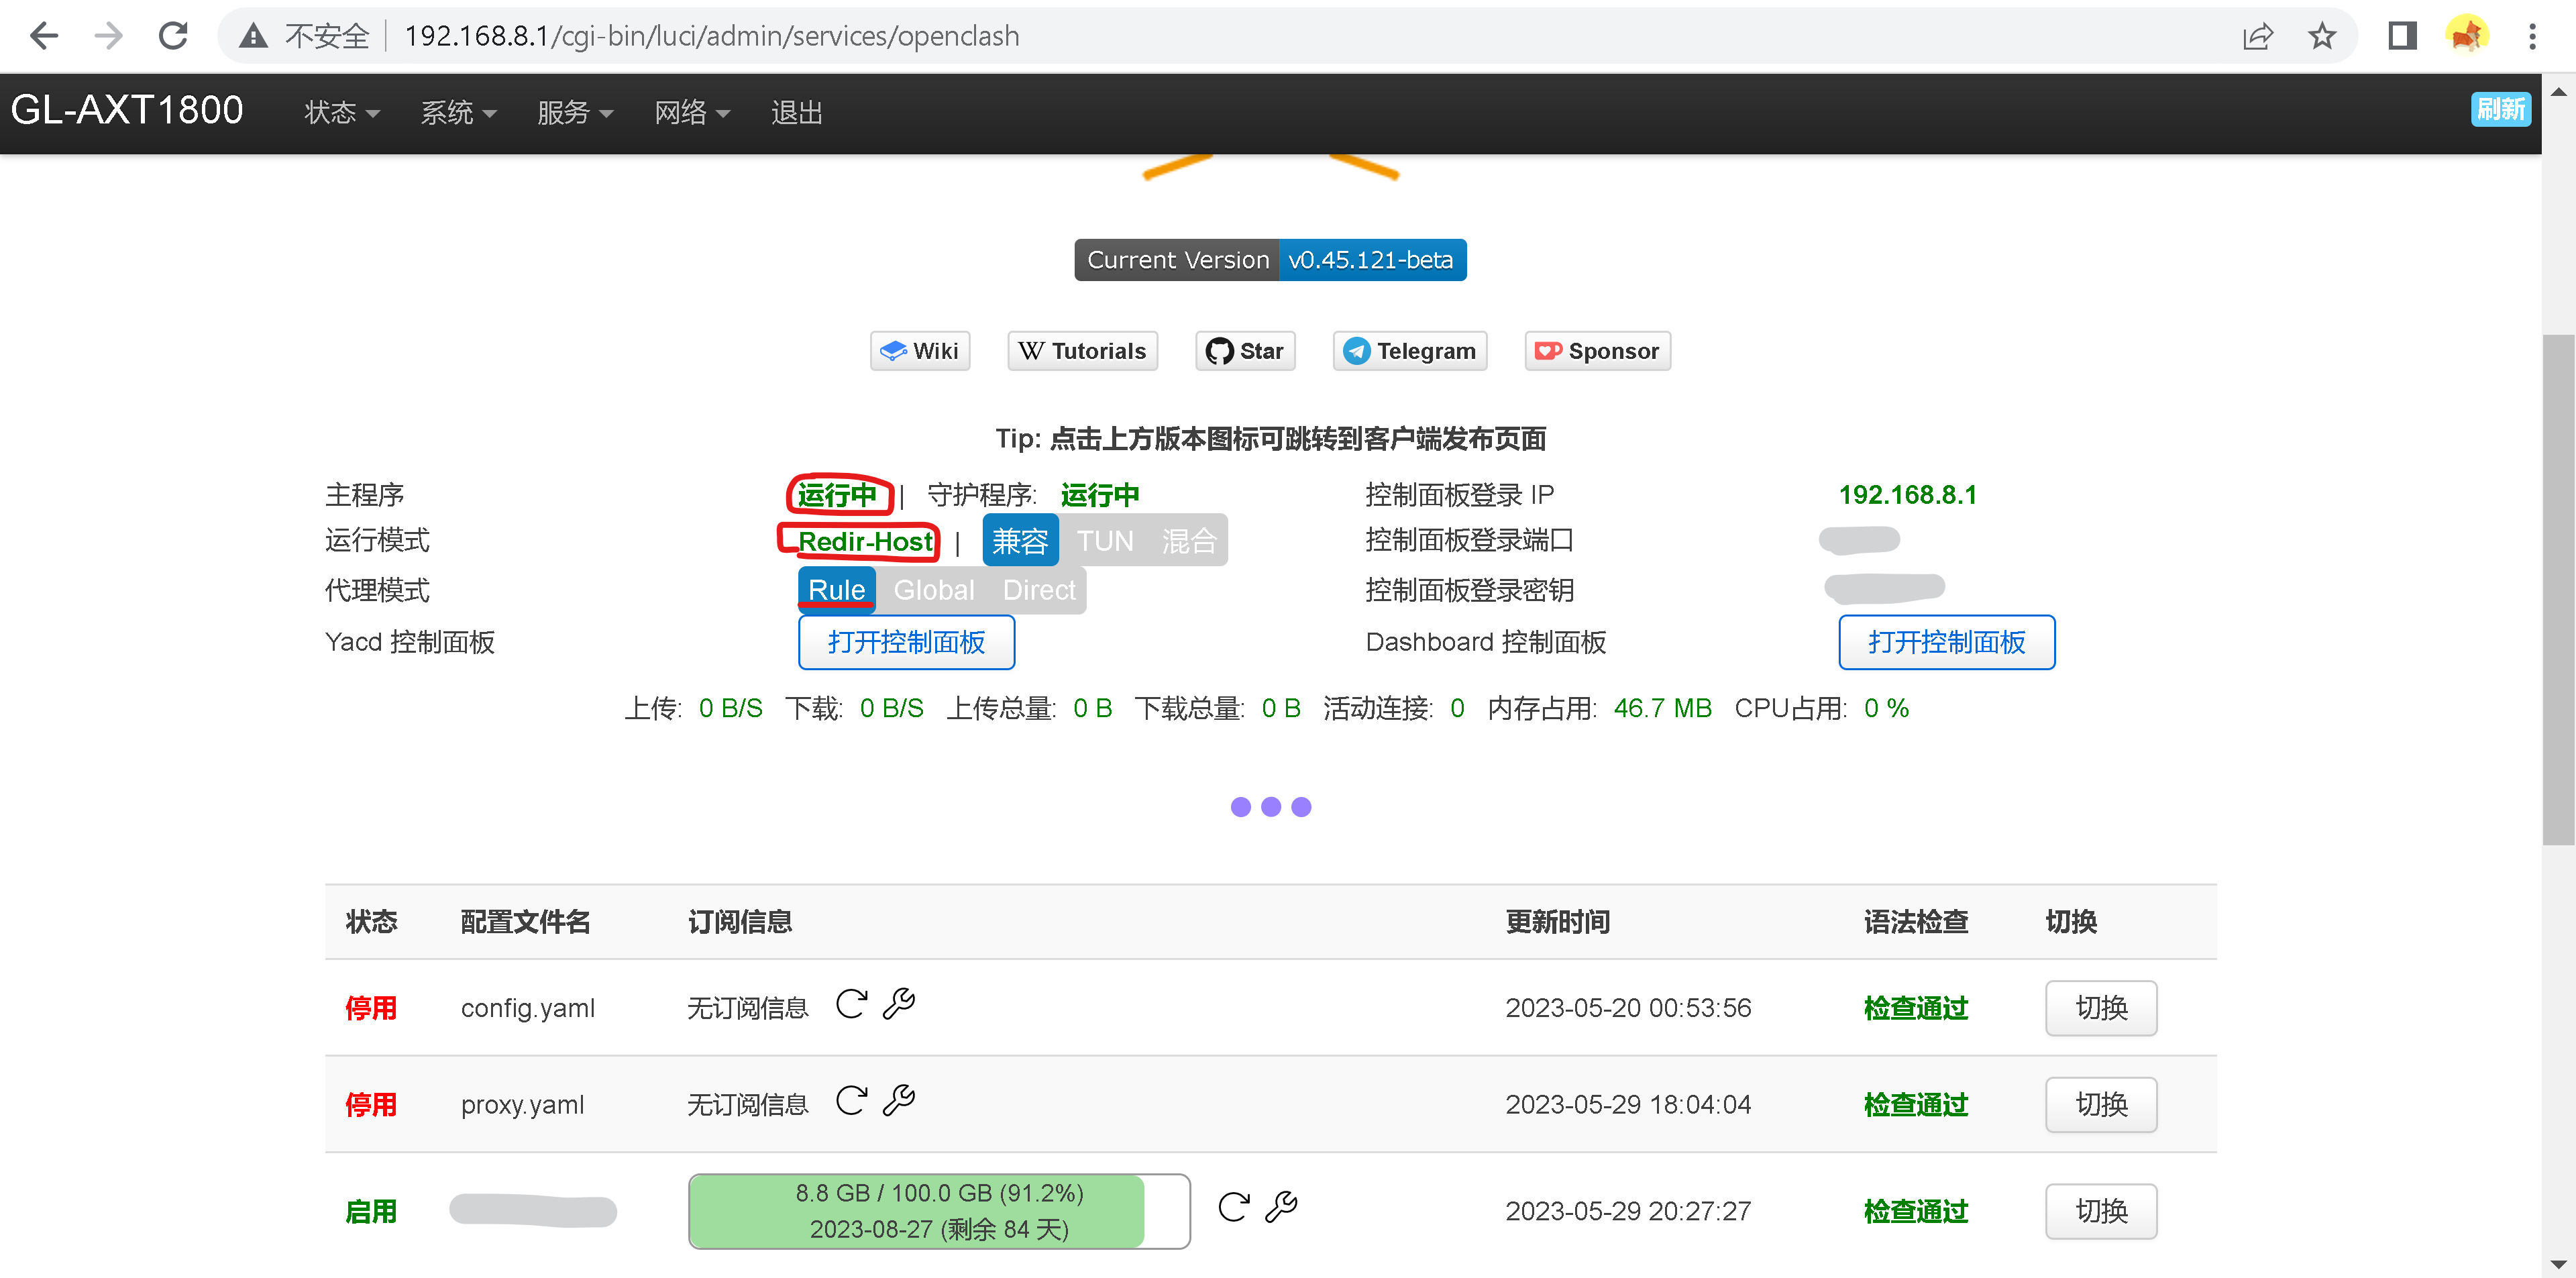 不安全 192.168.8.1/cgi-bin/luci/admin/services/openclash
GL-AXT1800 状态 系统 服务 网络 退出 刷新
Current Version v0.45.121-beta
Wiki W Tutorials Star Telegram Sponsor
Tip: 点击上方版本图标可跳转到客户端发布页面
主程序 运行中 | 守护程序: 运行中 控制面板登录 IP 192.168.8.1
运行模式 Redir-Host | 兼容 TUN 混合 控制面板登录端口
代理模式 Rule Global Direct 控制面板登录密钥
Yacd 控制面板 打开控制面板 Dashboard 控制面板 打开控制面板
上传: 0 B/S 下载: 0 B/S 上传总量: 0 B 下载总量: 0 B 活动连接: 0 内存占用: 46.7 MB CPU占用: 0 %
状态 配置文件名 订阅信息 更新时间 语法检查 切换
停用 config.yaml 无订阅信息 2023-05-20 00:53:56 检查通过 切换
停用 proxy.yaml 无订阅信息 2023-05-29 18:04:04 检查通过 切换
启用 8.8 GB / 100.0 GB (91.2%) 2023-05-29 20:27:27 检查通过 切换
2023-08-27 (剩余 84 天)